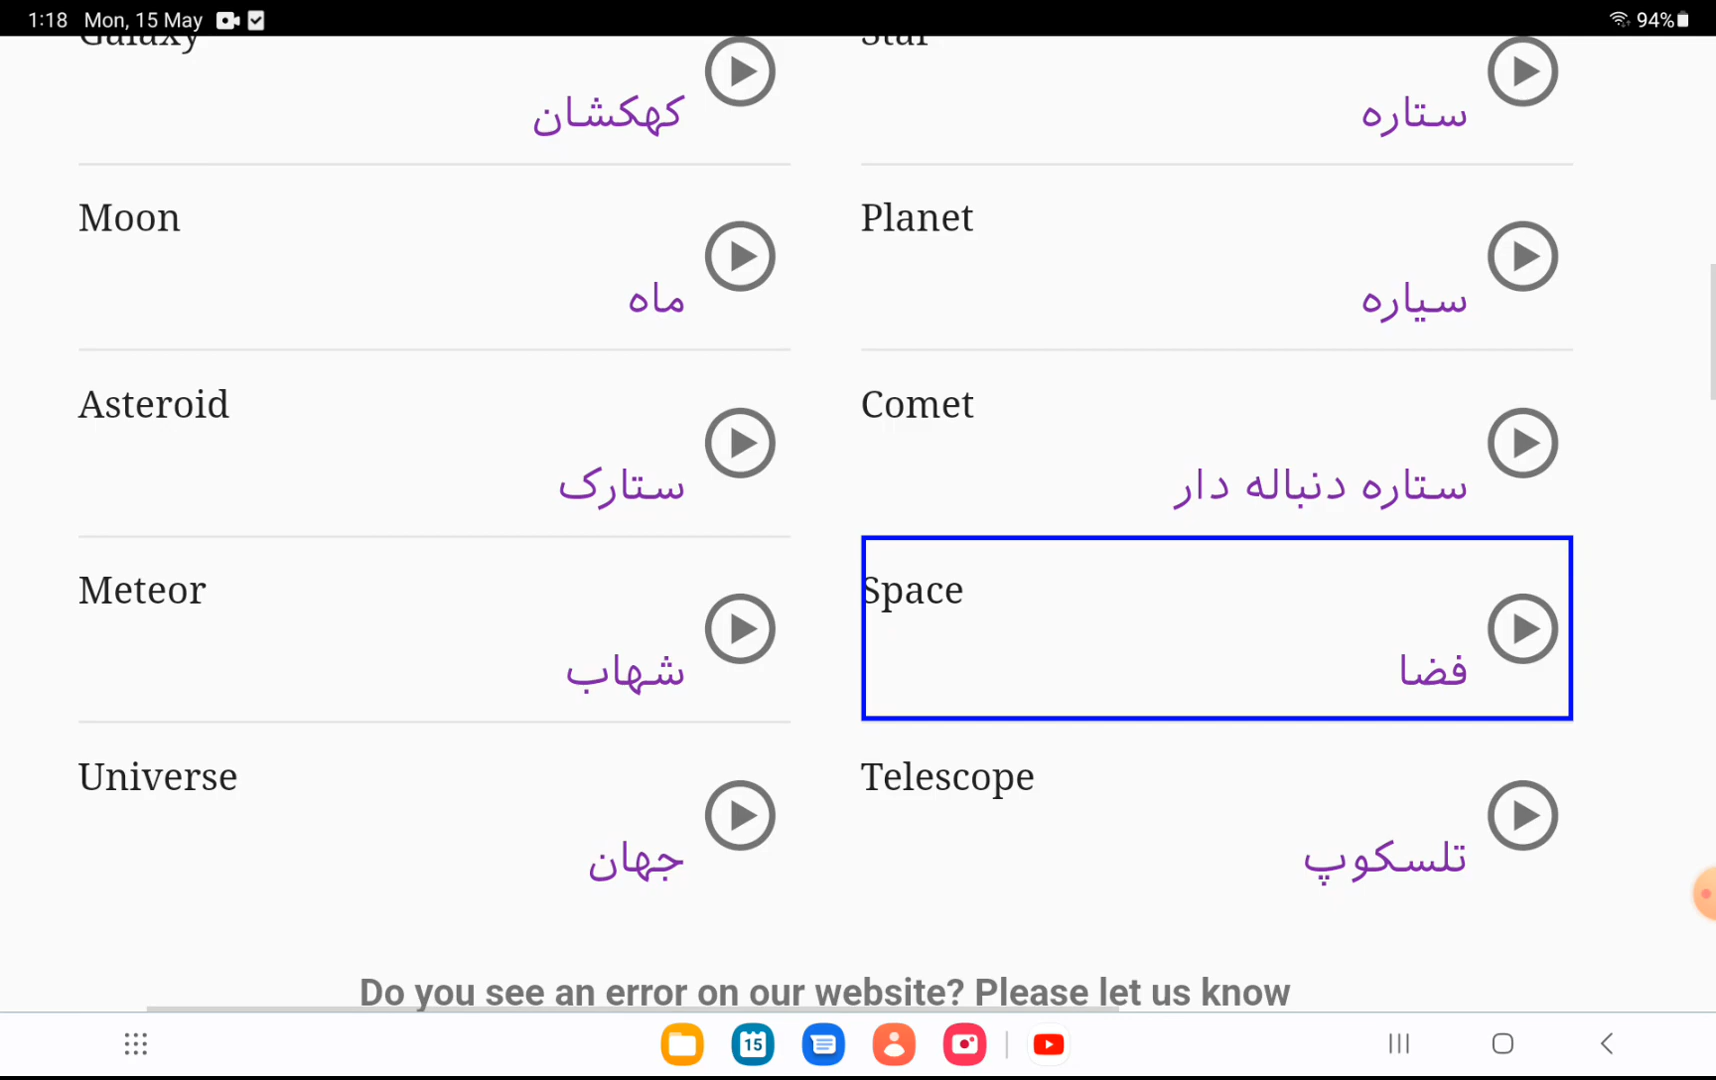 1:18 Mon, 15 May 94%
Galaxy
کهکشان
Star
ستاره
Moon
ماه
Planet
سیاره
Asteroid
ستارک
Comet
ستاره دنباله دار
Meteor
شهاب
Space
فضا
Universe
جهان
Telescope
تلسکوپ
Do you see an error on our website? Please let us know
15